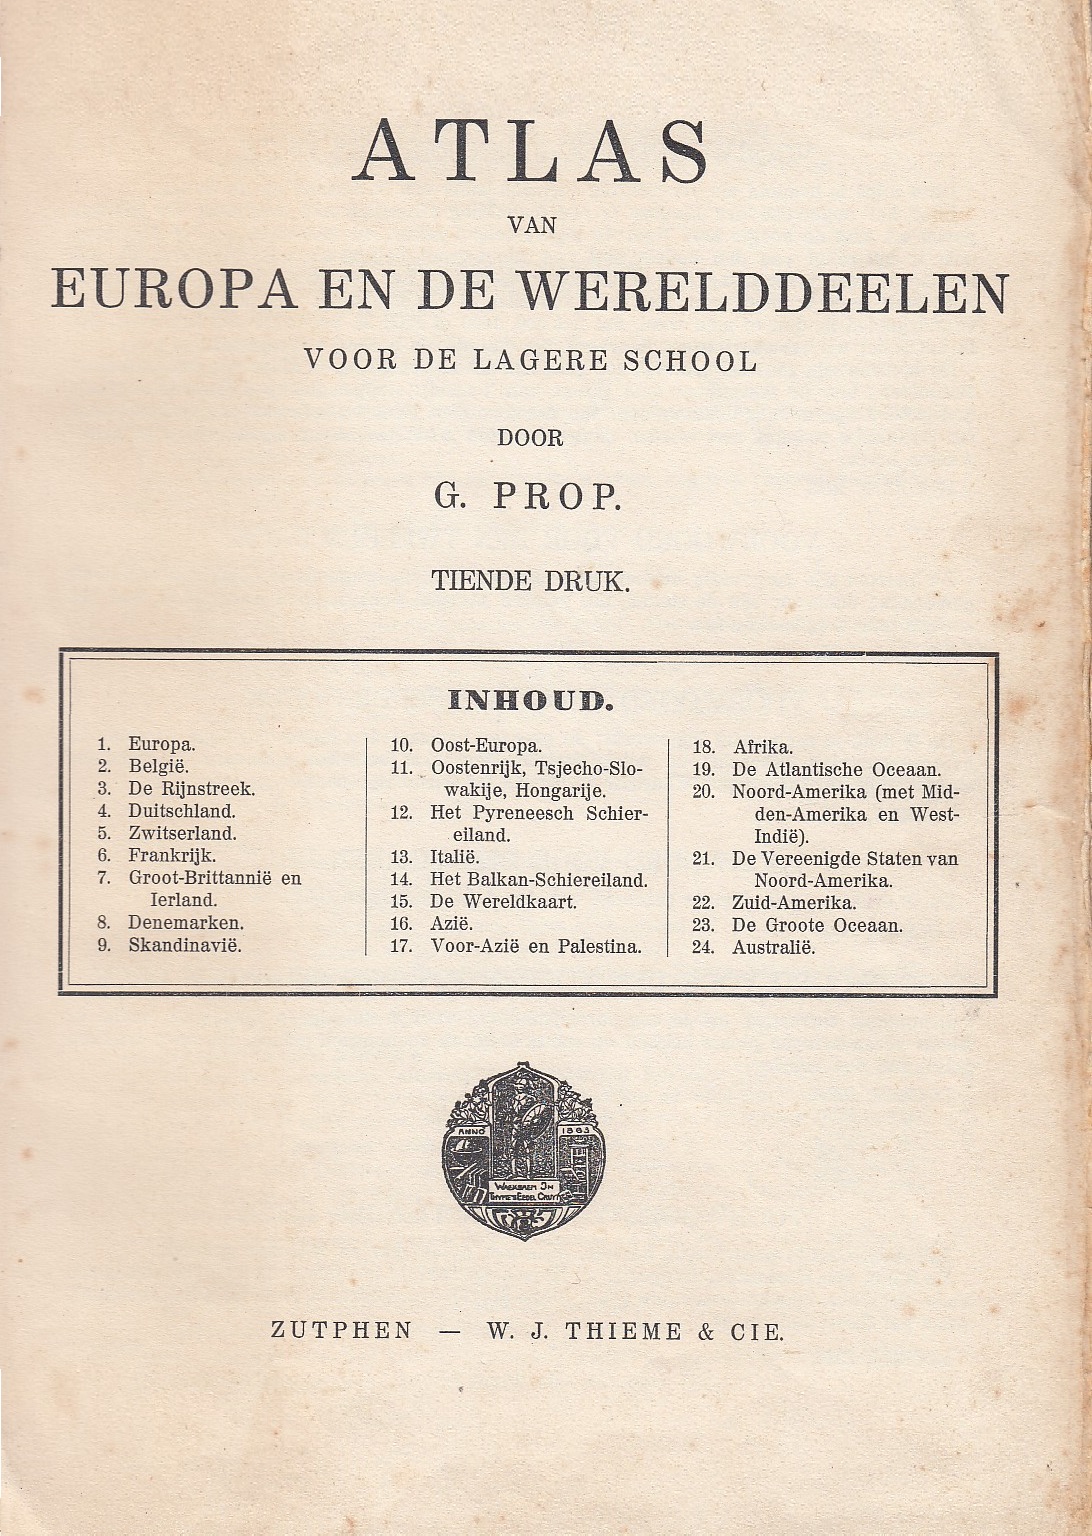 ATLAS
VAN
EUROPA EN DE WERELDDEELEN
VOOR DE LAGERE SCHOOL
DOOR
G. PROP.
TIENDE DRUK.
INHOUD.
1. Europa.
2. België.
3. De Rijnstreek.
4. Duitschland.
5. Zwitserland.
6. Frankrijk.
7. Groot-Brittannië en
Ierland.
8. Denemarken.
9. Skandinavië.
10. Oost-Europa.
11. Oostenrijk, Tsjecho-Slo-
wakije, Hongarije.
12. Het Pyreneesch Schier-
eiland.
13. Italië.
14. Het Balkan-Schiereiland.
15. De Wereldkaart.
16. Azië.
17. Voor-Azië en Palestina.
18. Afrika.
19. De Atlantische Oceaan.
20. Noord-Amerika (met Mid-
den-Amerika en West-
Indië).
21. De Vereenigde Staten van
Noord-Amerika.
22. Zuid-Amerika.
23. De Groote Oceaan.
24. Australië.
ANNO 1863
ZUTPHEN — W. J. THIEME & CIE.